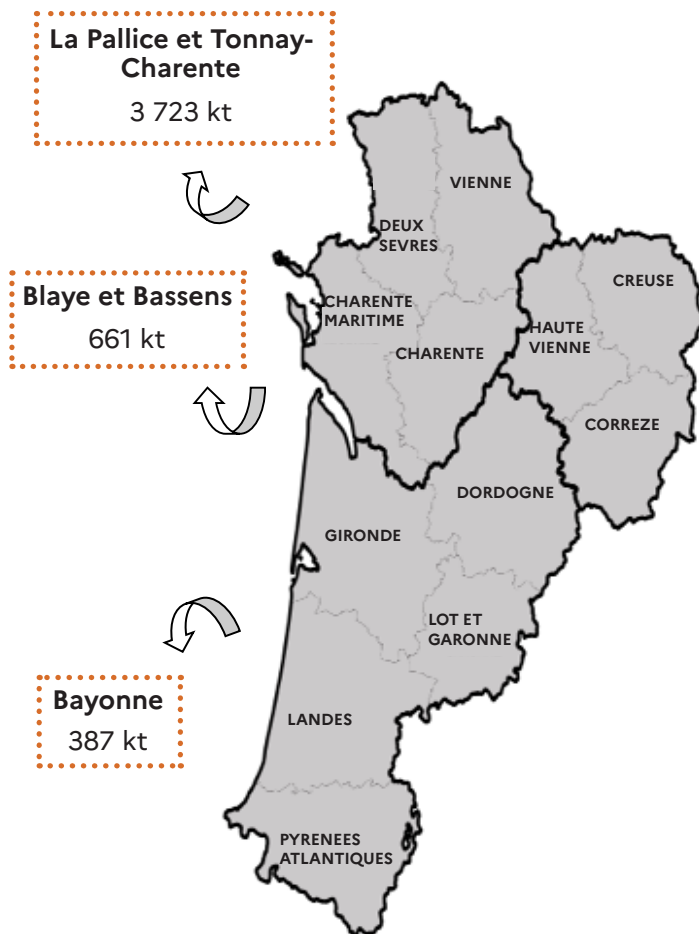 La Pallice et Tonnay-
Charente
3 723 kt
VIENNE
DEUX
SEVRES
CREUSE
Blaye et Bassens
661 kt
CHARENTE
MARITIME
HAUTE
VIENNE
CHARENTE
CORREZE
DORDOGNE
GIRONDE
LOT ET
GARONNE
Bayonne
387 kt
LANDES
PYRENEES
ATLANTIQUES